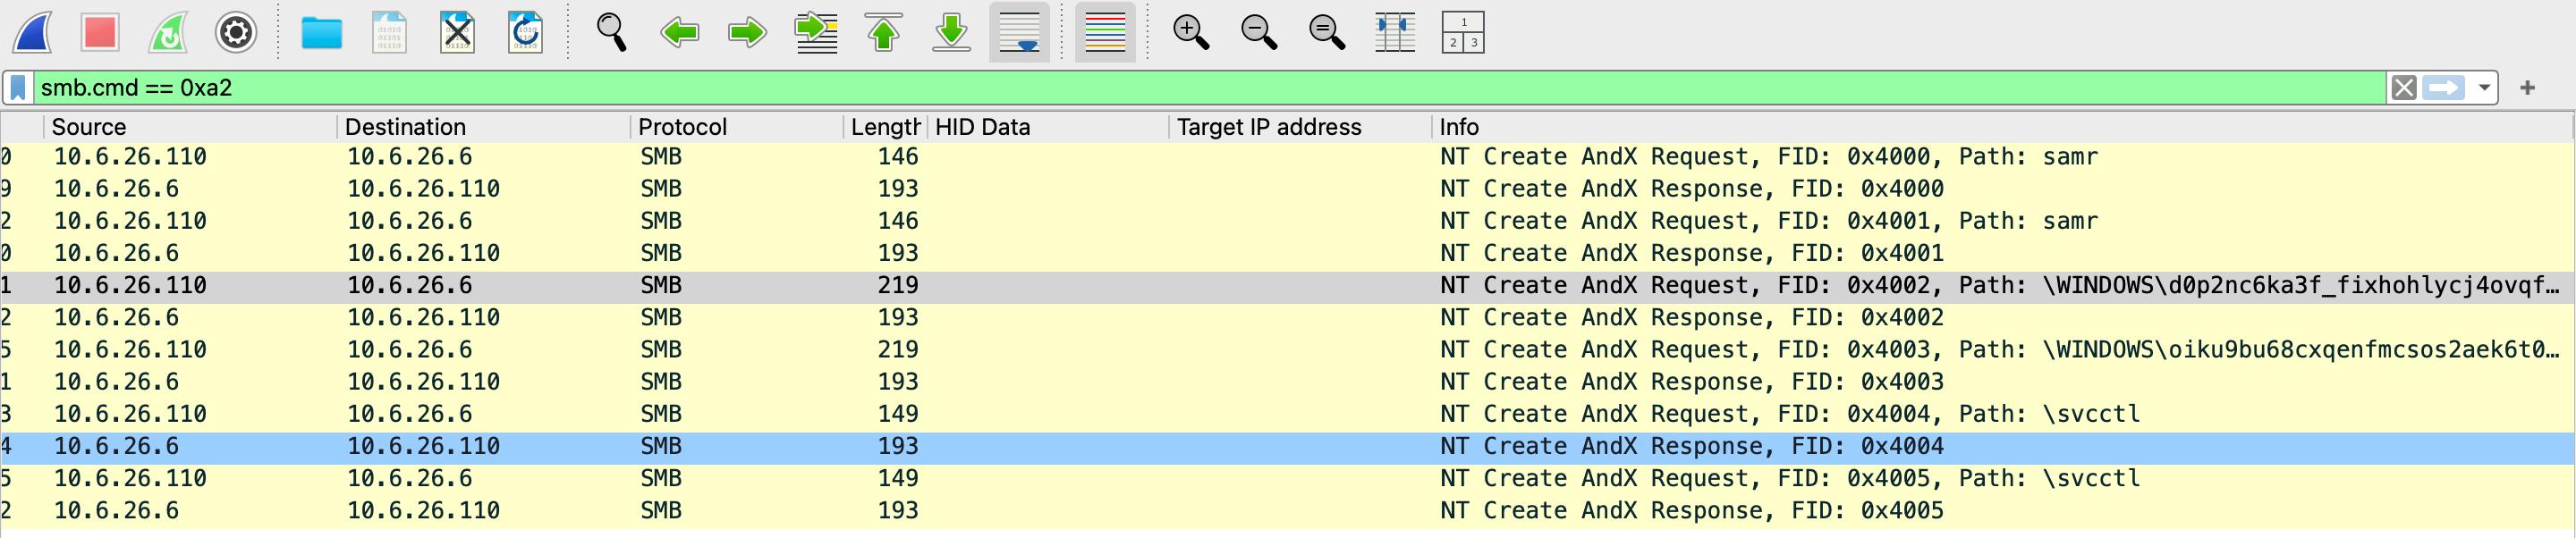 1
2 3
smb.cmd == 0xa2
Source Destination Protocol Length HID Data Target IP address Info
0 10.6.26.110 10.6.26.6 SMB 146 NT Create AndX Request, FID: 0x4000, Path: samr
9 10.6.26.6 10.6.26.110 SMB 193 NT Create AndX Response, FID: 0x4000
2 10.6.26.110 10.6.26.6 SMB 146 NT Create AndX Request, FID: 0x4001, Path: samr
0 10.6.26.6 10.6.26.110 SMB 193 NT Create AndX Response, FID: 0x4001
1 10.6.26.110 10.6.26.6 SMB 219 NT Create AndX Request, FID: 0x4002, Path: \WINDOWS\d0p2nc6ka3f_fixhohlycj4ovqf…
2 10.6.26.6 10.6.26.110 SMB 193 NT Create AndX Response, FID: 0x4002
5 10.6.26.110 10.6.26.6 SMB 219 NT Create AndX Request, FID: 0x4003, Path: \WINDOWS\oiku9bu68cxqenfmcsos2aek6t0…
1 10.6.26.6 10.6.26.110 SMB 193 NT Create AndX Response, FID: 0x4003
3 10.6.26.110 10.6.26.6 SMB 149 NT Create AndX Request, FID: 0x4004, Path: \svcctl
4 10.6.26.6 10.6.26.110 SMB 193 NT Create AndX Response, FID: 0x4004
5 10.6.26.110 10.6.26.6 SMB 149 NT Create AndX Request, FID: 0x4005, Path: \svcctl
2 10.6.26.6 10.6.26.110 SMB 193 NT Create AndX Response, FID: 0x4005